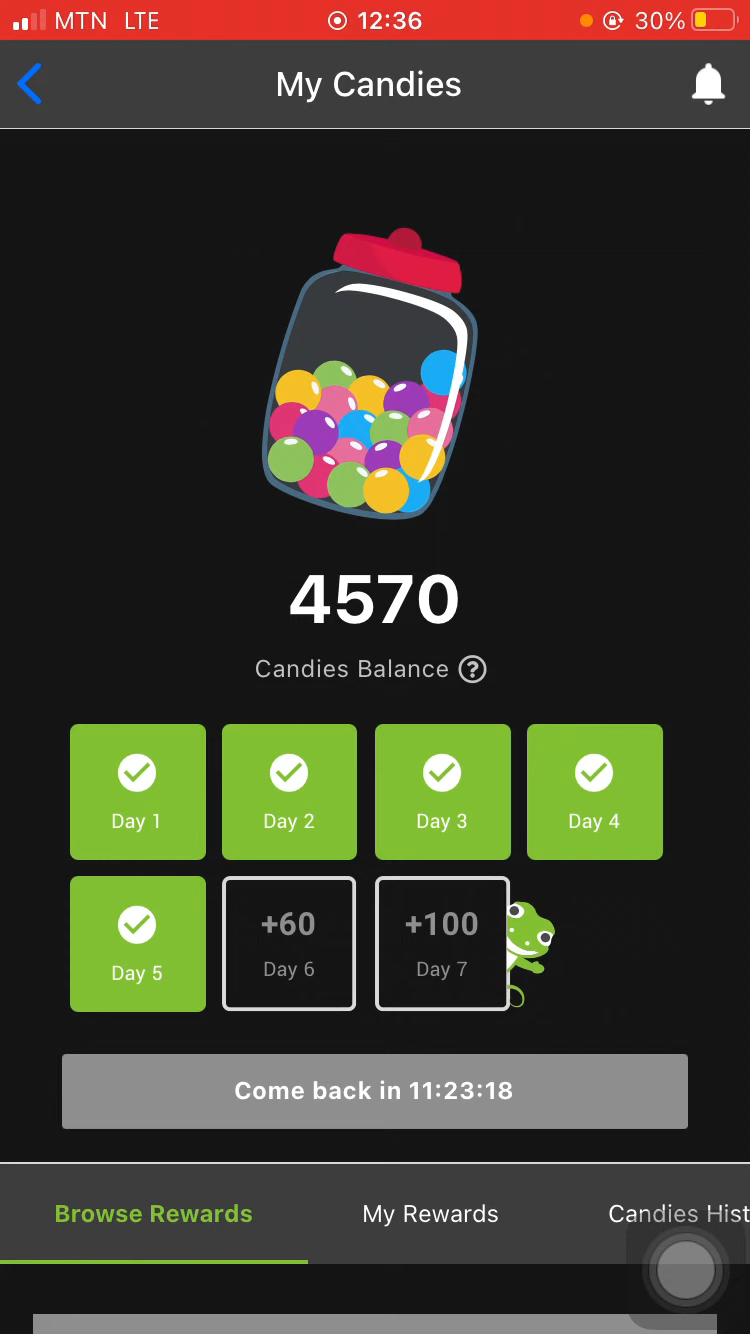 MTN LTE 12:36 30%
My Candies
4570
Candies Balance ?
Day 1 Day 2 Day 3 Day 4
+60 +100
Day 5 Day 6 Day 7
Come back in 11:23:18
Browse Rewards My Rewards Candies Hist